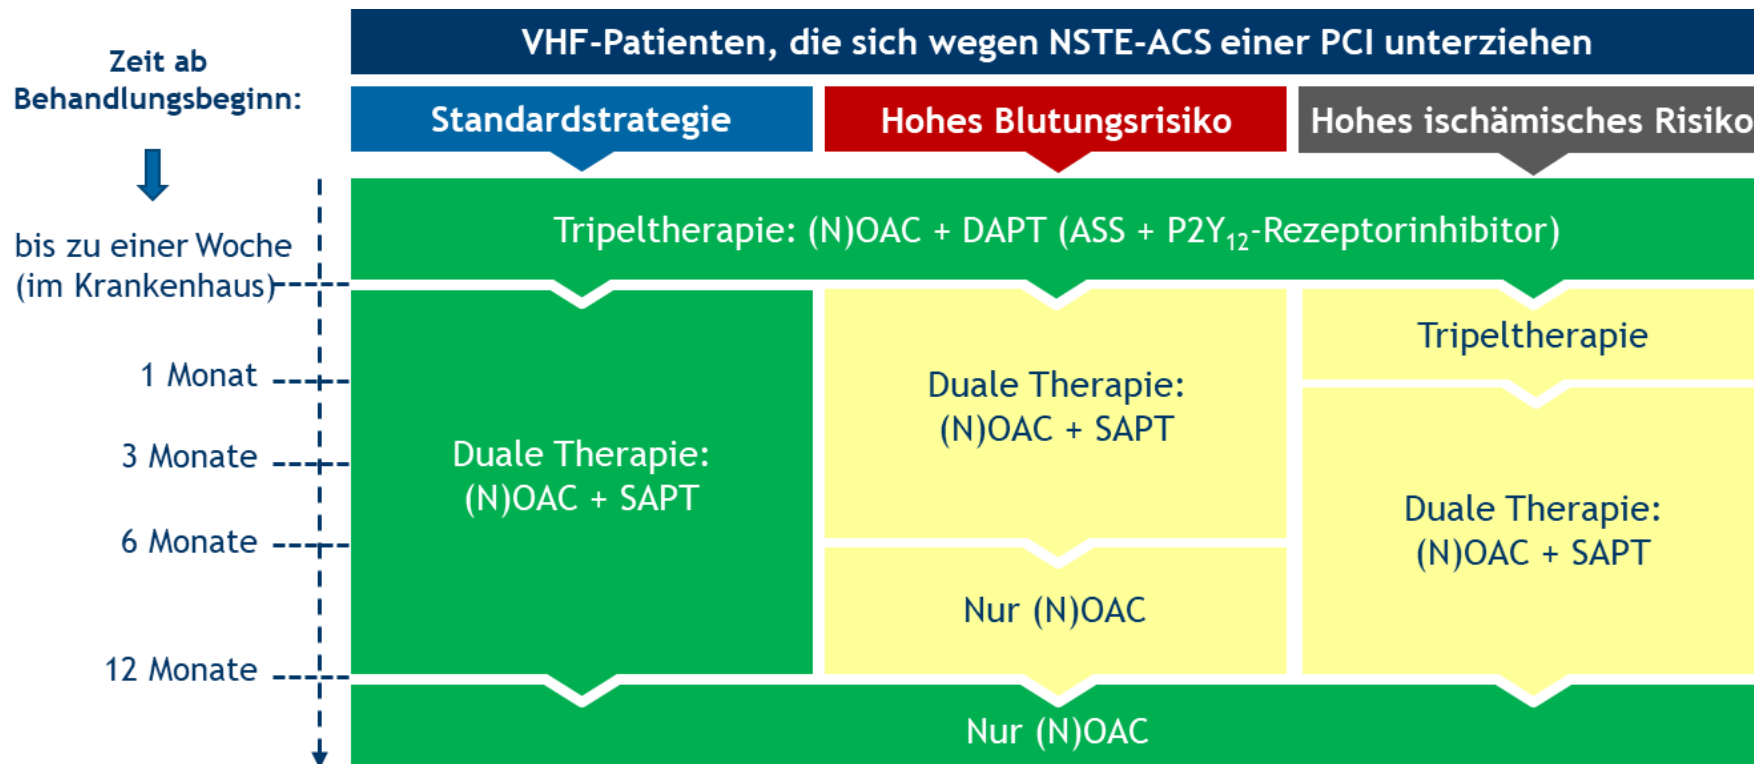 VHF-Patienten, die sich wegen NSTE-ACS einer PCI unterziehen
Zeit ab
Behandlungsbeginn:
Standardstrategie
Hohes Blutungsrisiko
Hohes ischämisches Risiko
bis zu einer Woche
(im Krankenhaus)
Tripeltherapie: (N)OAC + DAPT (ASS + P2Y₁₂-Rezeptorinhibitor)
1 Monat
3 Monate
6 Monate
12 Monate
Duale Therapie:
(N)OAC + SAPT
Duale Therapie:
(N)OAC + SAPT
Nur (N)OAC
Tripeltherapie
Duale Therapie:
(N)OAC + SAPT
Nur (N)OAC